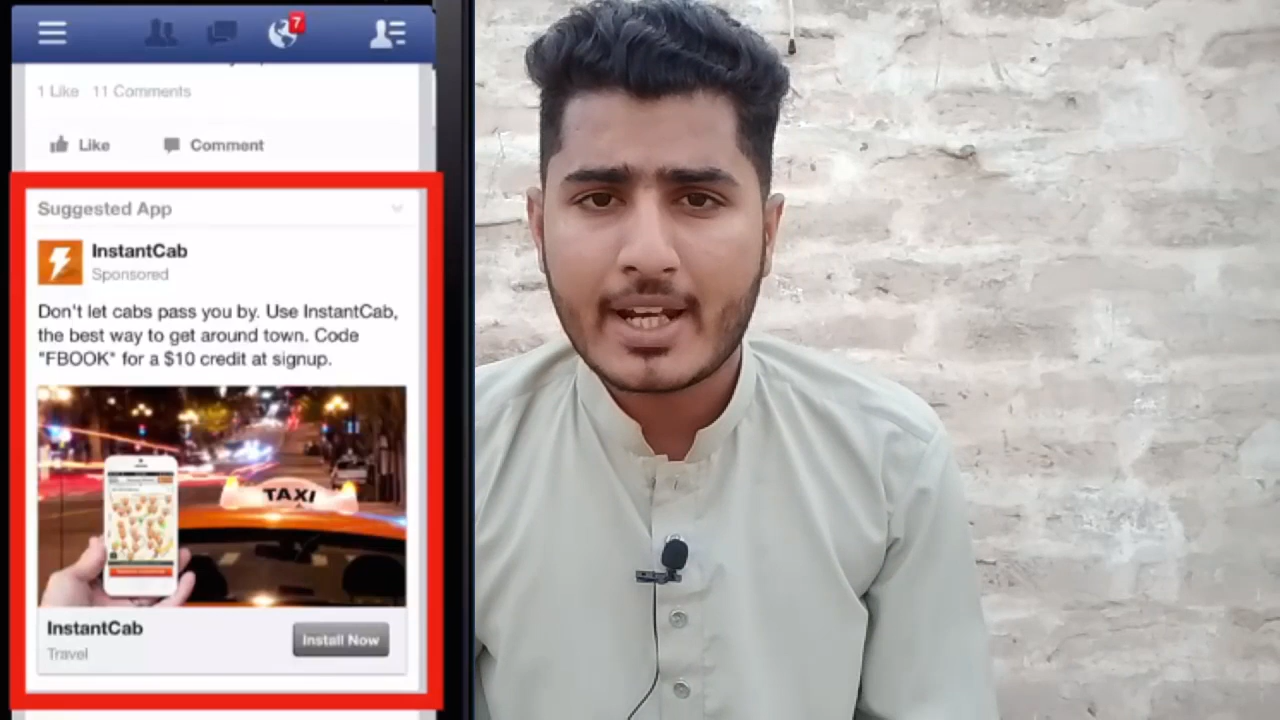 7
1 Like 11 Comments
Like Comment
Suggested App
InstantCab
Sponsored
Don't let cabs pass you by. Use InstantCab,
the best way to get around town. Code
"FBOOK" for a $10 credit at signup.
TAXI
InstantCab
Travel
Install Now